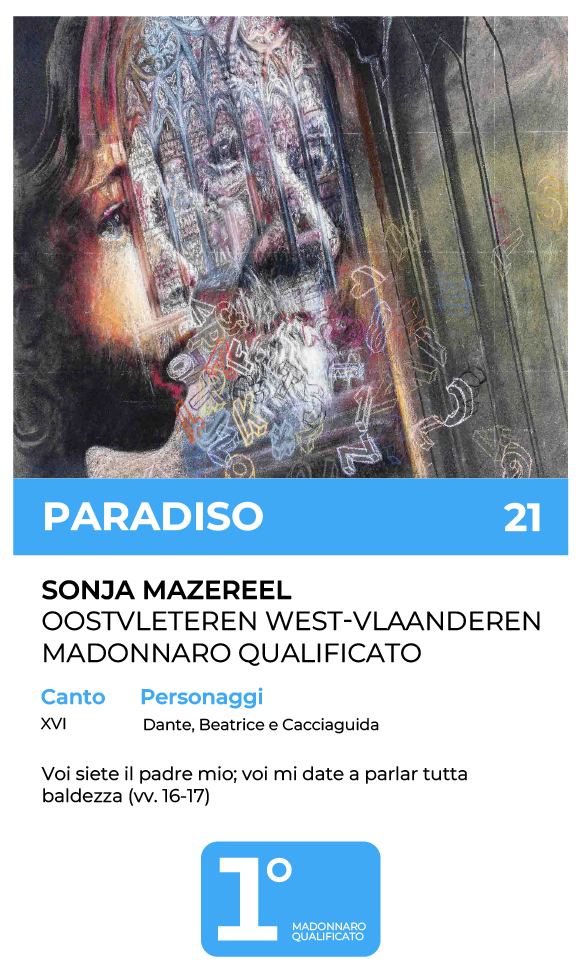 PARADISO 21
SONJA MAZEREEL
OOSTVLETEREN WEST-VLAANDEREN
MADONNARO QUALIFICATO
Canto Personaggi
XVI Dante, Beatrice e Cacciaguida
Voi siete il padre mio; voi mi date a parlar tutta
baldezza (vv. 16-17)
1°
MADONNARO
QUALIFICATO